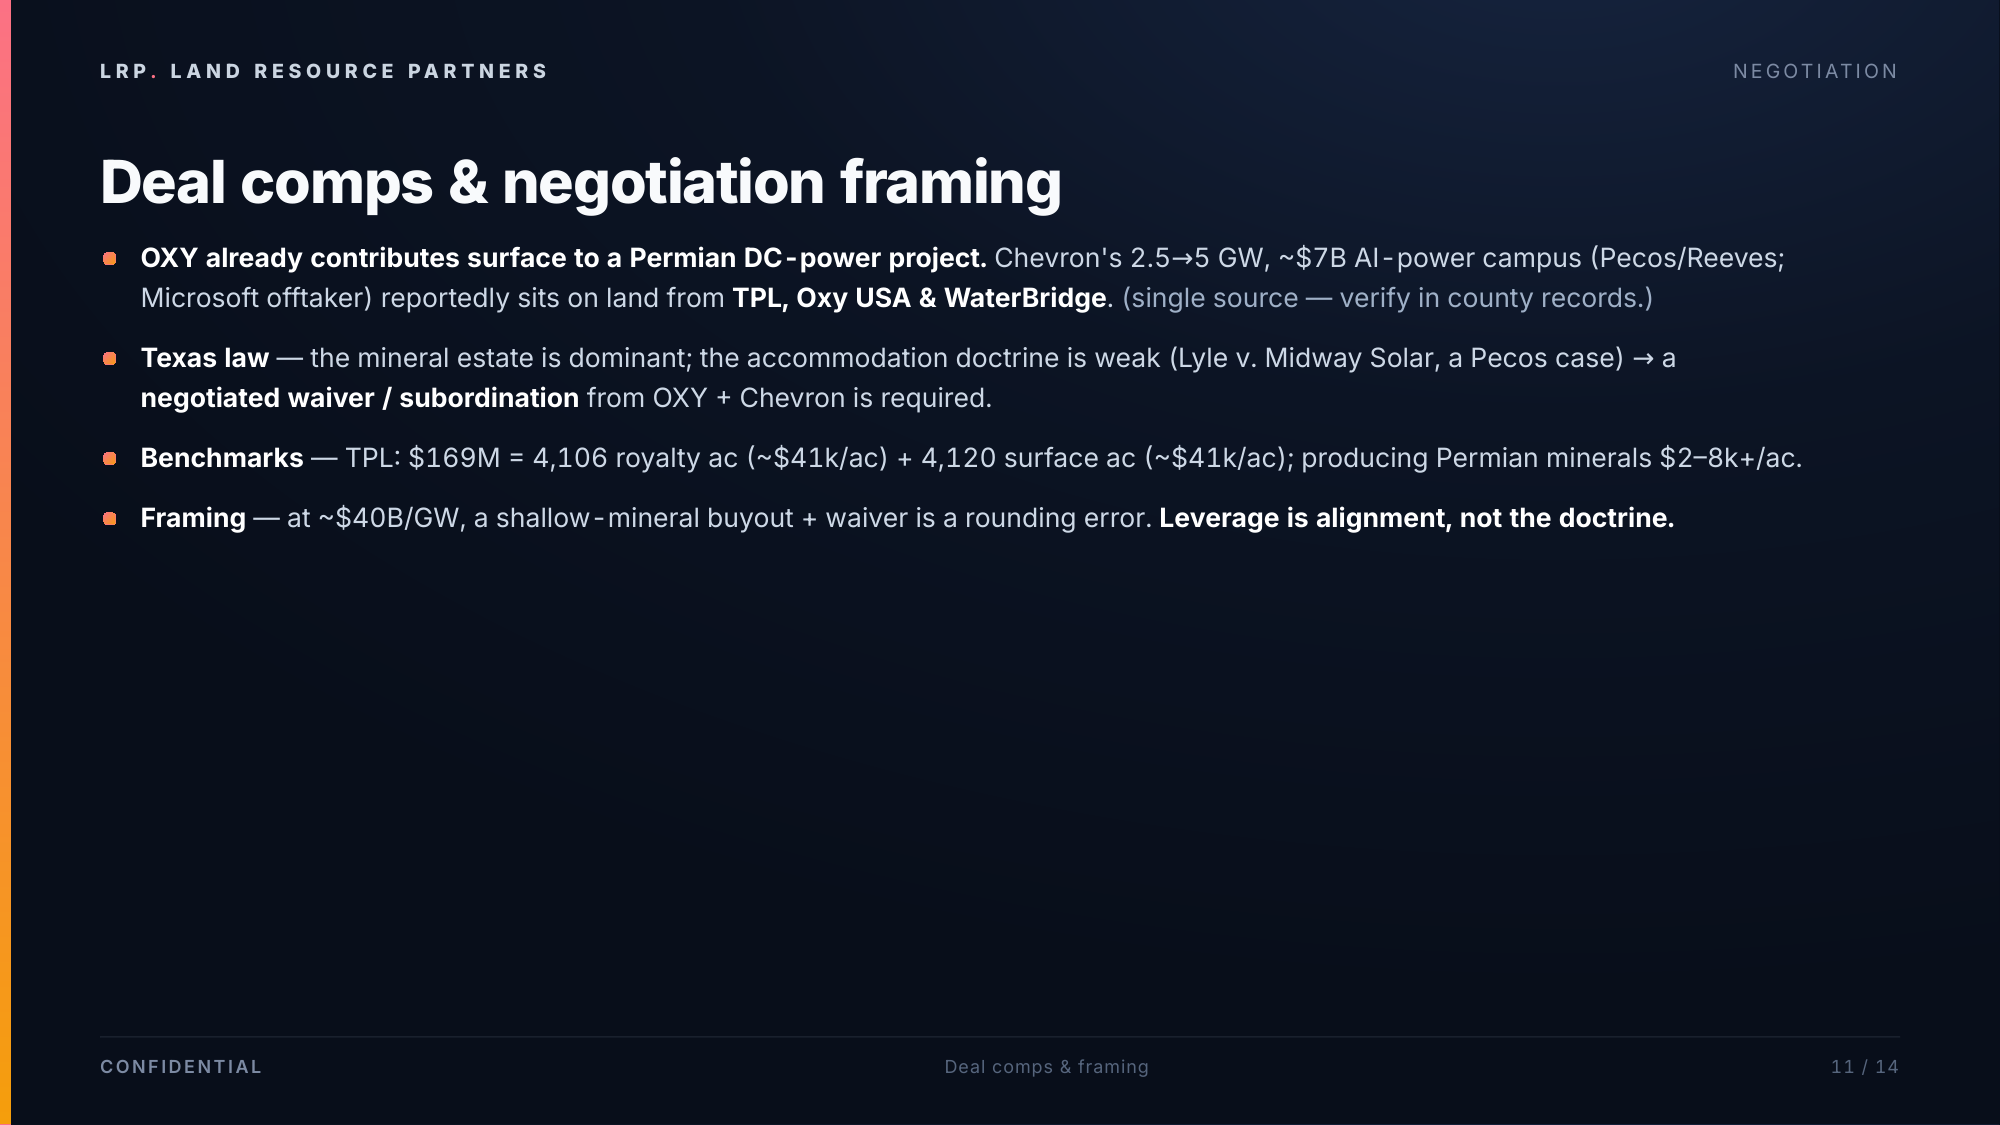 LRP. LAND RESOURCE PARTNERS
NEGOTIATION
Deal comps & negotiation framing
OXY already contributes surface to a Permian DC-power project. Chevron's 2.5→5 GW, ~$7B AI-power campus (Pecos/Reeves;
Microsoft offtaker) reportedly sits on land from TPL, Oxy USA & WaterBridge. (single source — verify in county records.)
Texas law — the mineral estate is dominant; the accommodation doctrine is weak (Lyle v. Midway Solar, a Pecos case) → a
negotiated waiver / subordination from OXY + Chevron is required.
Benchmarks — TPL: $169M = 4,106 royalty ac (~$41k/ac) + 4,120 surface ac (~$41k/ac); producing Permian minerals $2–8k+/ac.
Framing — at ~$40B/GW, a shallow-mineral buyout + waiver is a rounding error. Leverage is alignment, not the doctrine.
CONFIDENTIAL
Deal comps & framing
11 / 14